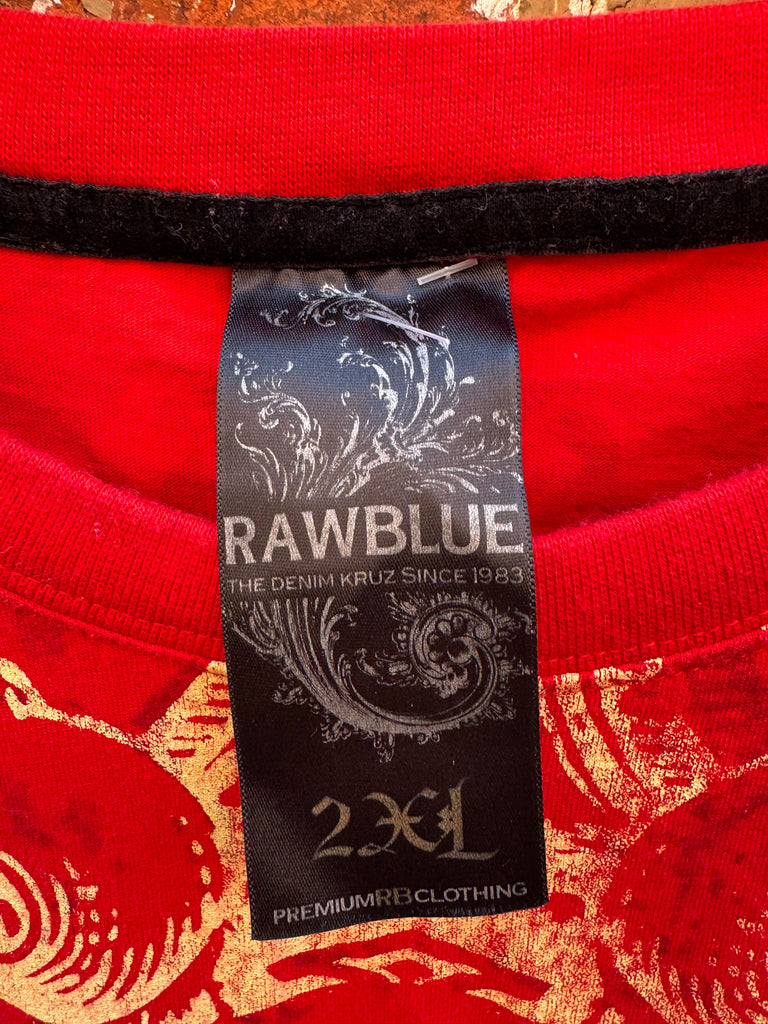 RAWBLUE
THE DENIM KRUZ SINCE 1983
2XL
PREMIUMRBCLOTHING